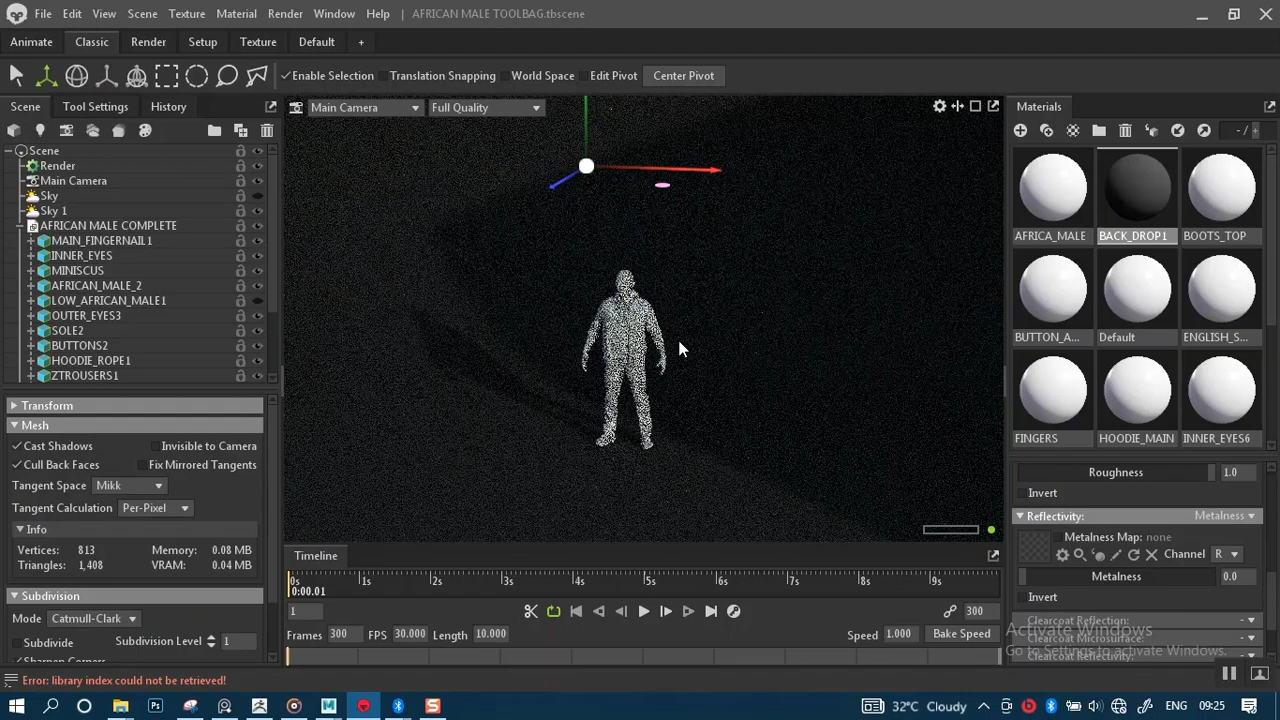 File Edit View Scene Texture Material Render Window Help AFRICAN MALE TOOLBAG.tbscene
Animate Classic Render Setup Texture Default +
Enable Selection Translation Snapping World Space Edit Pivot Center Pivot
Scene Tool Settings History
Main Camera Full Quality
Materials
- / +
Scene
Render
Main Camera
Sky
Sky 1
AFRICAN MALE COMPLETE
MAIN_FINGERNAIL1
INNER_EYES
MINISCUS
AFRICAN_MALE_2
LOW_AFRICAN_MALE1
OUTER_EYES3
SOLE2
BUTTONS2
HOODIE_ROPE1
ZTROUSERS1
AFRICA_MALE BACK_DROP1 BOOTS_TOP
BUTTON_A... Default ENGLISH_S...
FINGERS HOODIE_MAIN INNER_EYES6
Transform
Mesh
Cast Shadows Invisible to Camera
Cull Back Faces Fix Mirrored Tangents
Tangent Space Mikk
Tangent Calculation Per-Pixel
Info
Vertices: 813 Memory: 0.08 MB
Triangles: 1,408 VRAM: 0.04 MB
Subdivision
Mode Catmull-Clark
Subdivide Subdivision Level 1
Sharpen Corners
Timeline
0s 1s 2s 3s 4s 5s 6s 7s 8s 9s
0:00.01
1 300
Frames 300 FPS 30.000 Length 10.000 Speed 1.000 Bake Speed
Roughness 1.0
Invert
Reflectivity: Metalness
Metalness Map: none
Channel R
Metalness 0.0
Invert
Clearcoat Reflection: -
Clearcoat Microsurface: -
Clearcoat Reflectivity: -
Activate Windows
Go to Settings to activate Windows.
Error: library index could not be retrieved!
32°C Cloudy ENG 09:25